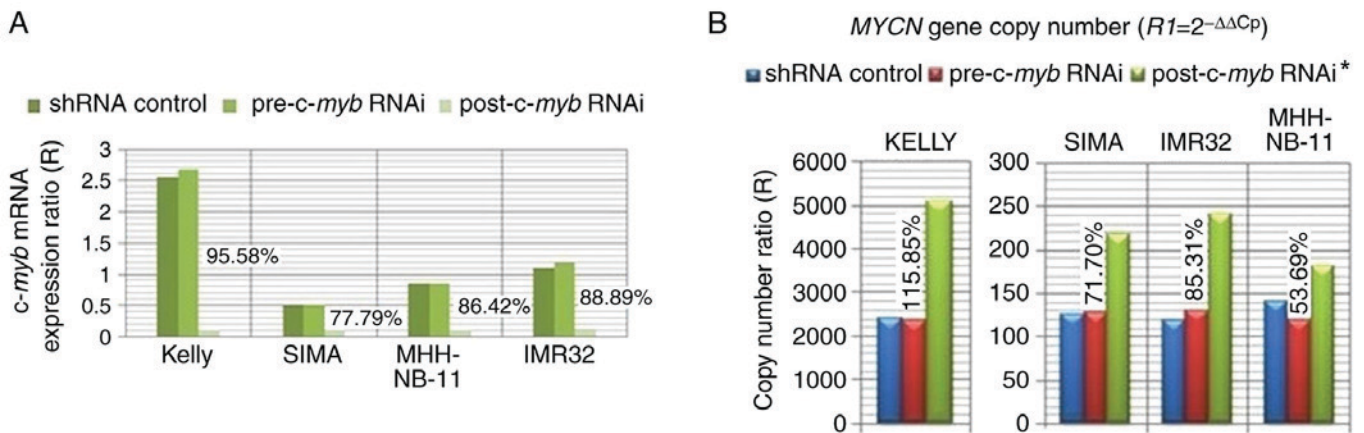 A
shRNA control pre-c-myb RNAi post-c-myb RNAi
c-myb mRNA
expression ratio (R)
3
2.5
2
1.5
1
0.5
0
95.58%
77.79%
86.42%
88.89%
Kelly SIMA MHH-
NB-11 IMR32
B
MYCN gene copy number (R1=2–ΔΔCp)
shRNA control pre-c-myb RNAi post-c-myb RNAi*
KELLY
Copy number ratio (R)
6000
5000
4000
3000
2000
1000
0
115.85%
SIMA IMR32 MHH-
NB-11
300
250
200
150
100
50
0
71.70%
85.31%
53.69%